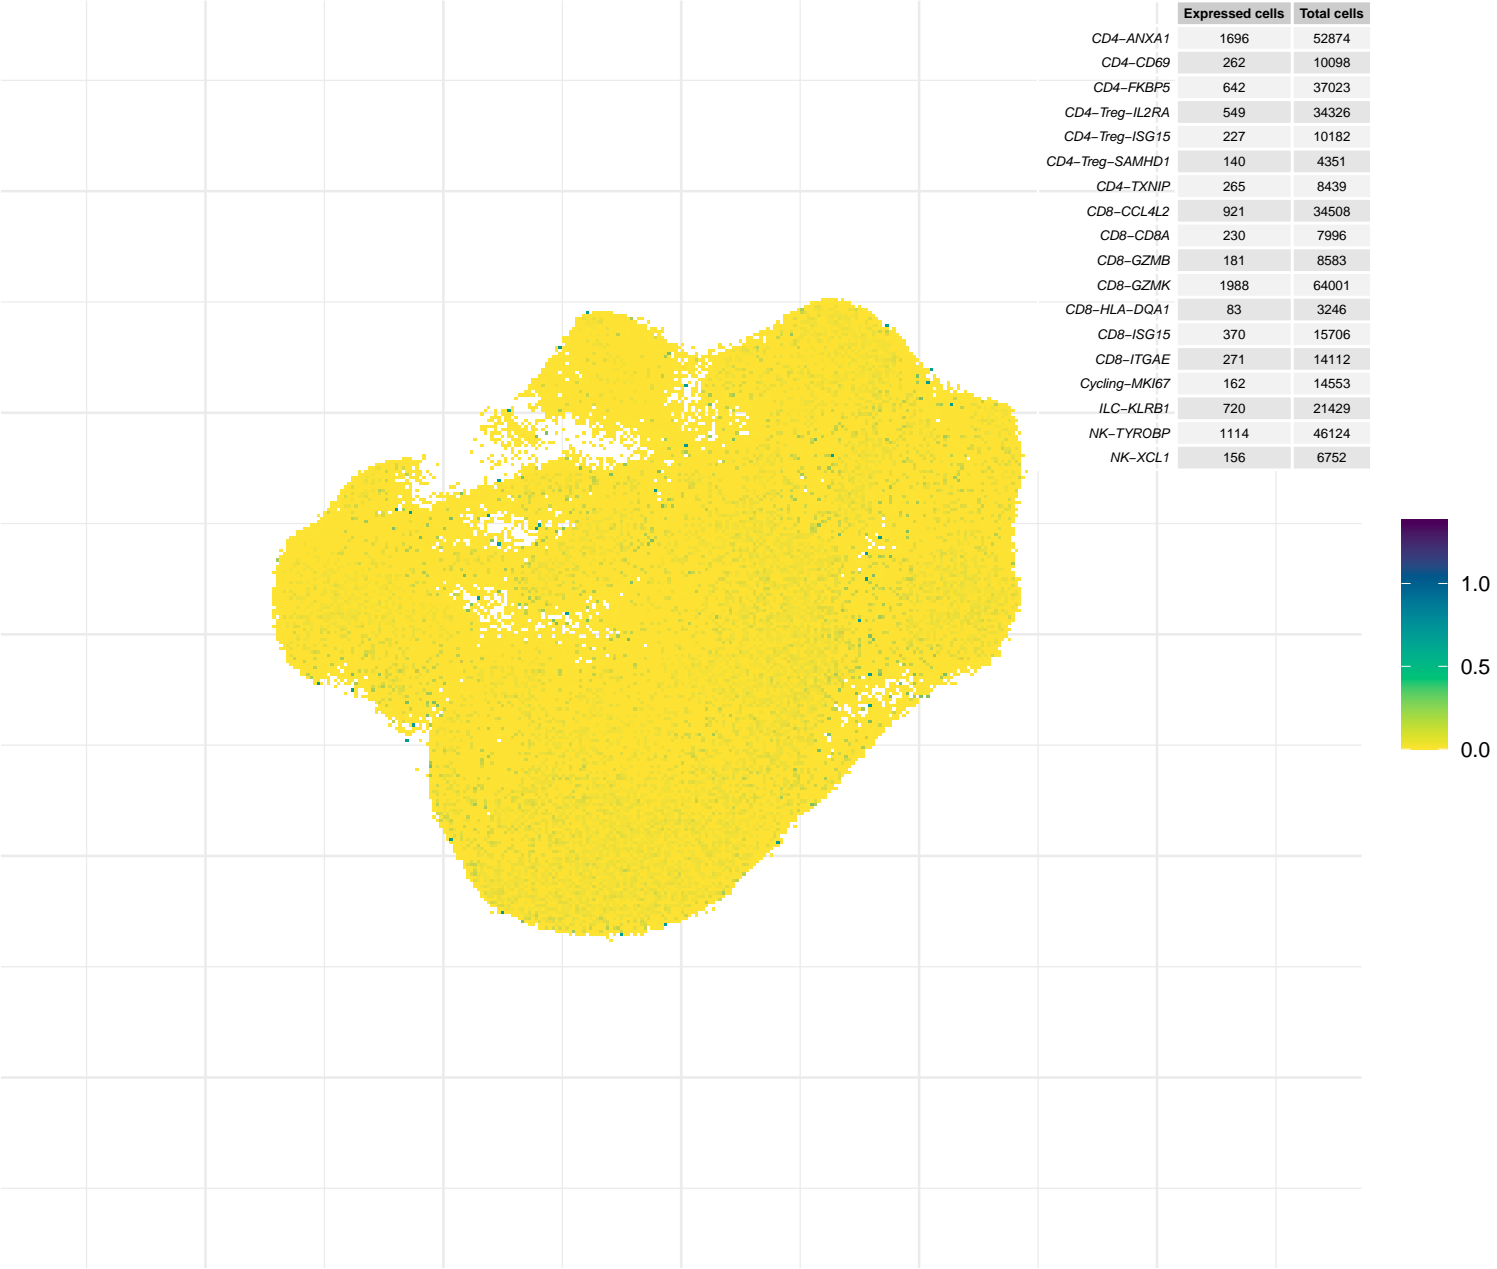 Expressed cells Total cells
CD4−ANXA1 1696 52874
CD4−CD69 262 10098
CD4−FKBP5 642 37023
CD4−Treg−IL2RA 549 34326
CD4−Treg−ISG15 227 10182
CD4−Treg−SAMHD1 140 4351
CD4−TXNIP 265 8439
CD8−CCL4L2 921 34508
CD8−CD8A 230 7996
CD8−GZMB 181 8583
CD8−GZMK 1988 64001
CD8−HLA−DQA1 83 3246
CD8−ISG15 370 15706
CD8−ITGAE 271 14112
Cycling−MKI67 162 14553
ILC−KLRB1 720 21429
NK−TYROBP 1114 46124
NK−XCL1 156 6752
1.0
0.5
0.0